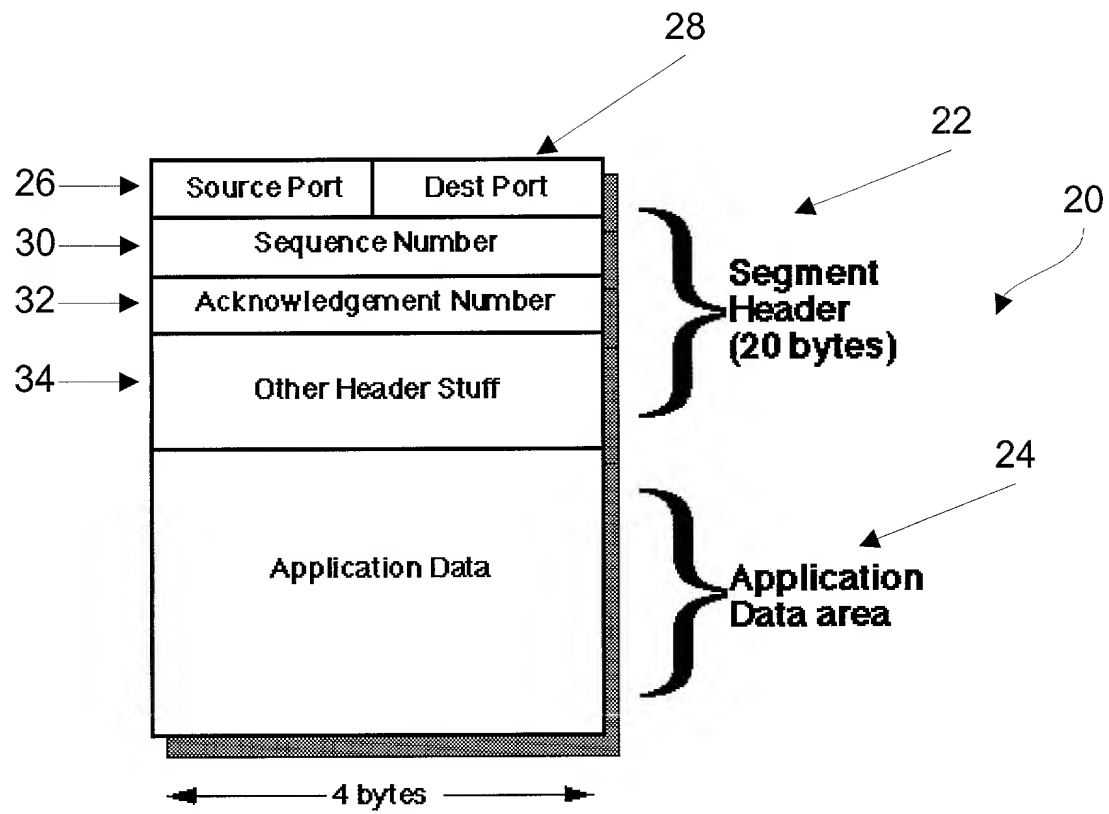 28
22
26
Source Port
Dest Port
20
30
Sequence Number
Segment
Header
(20 bytes)
32
Acknowledgement Number
34
Other Header Stuff
24
Application Data
Application
Data area
4 bytes